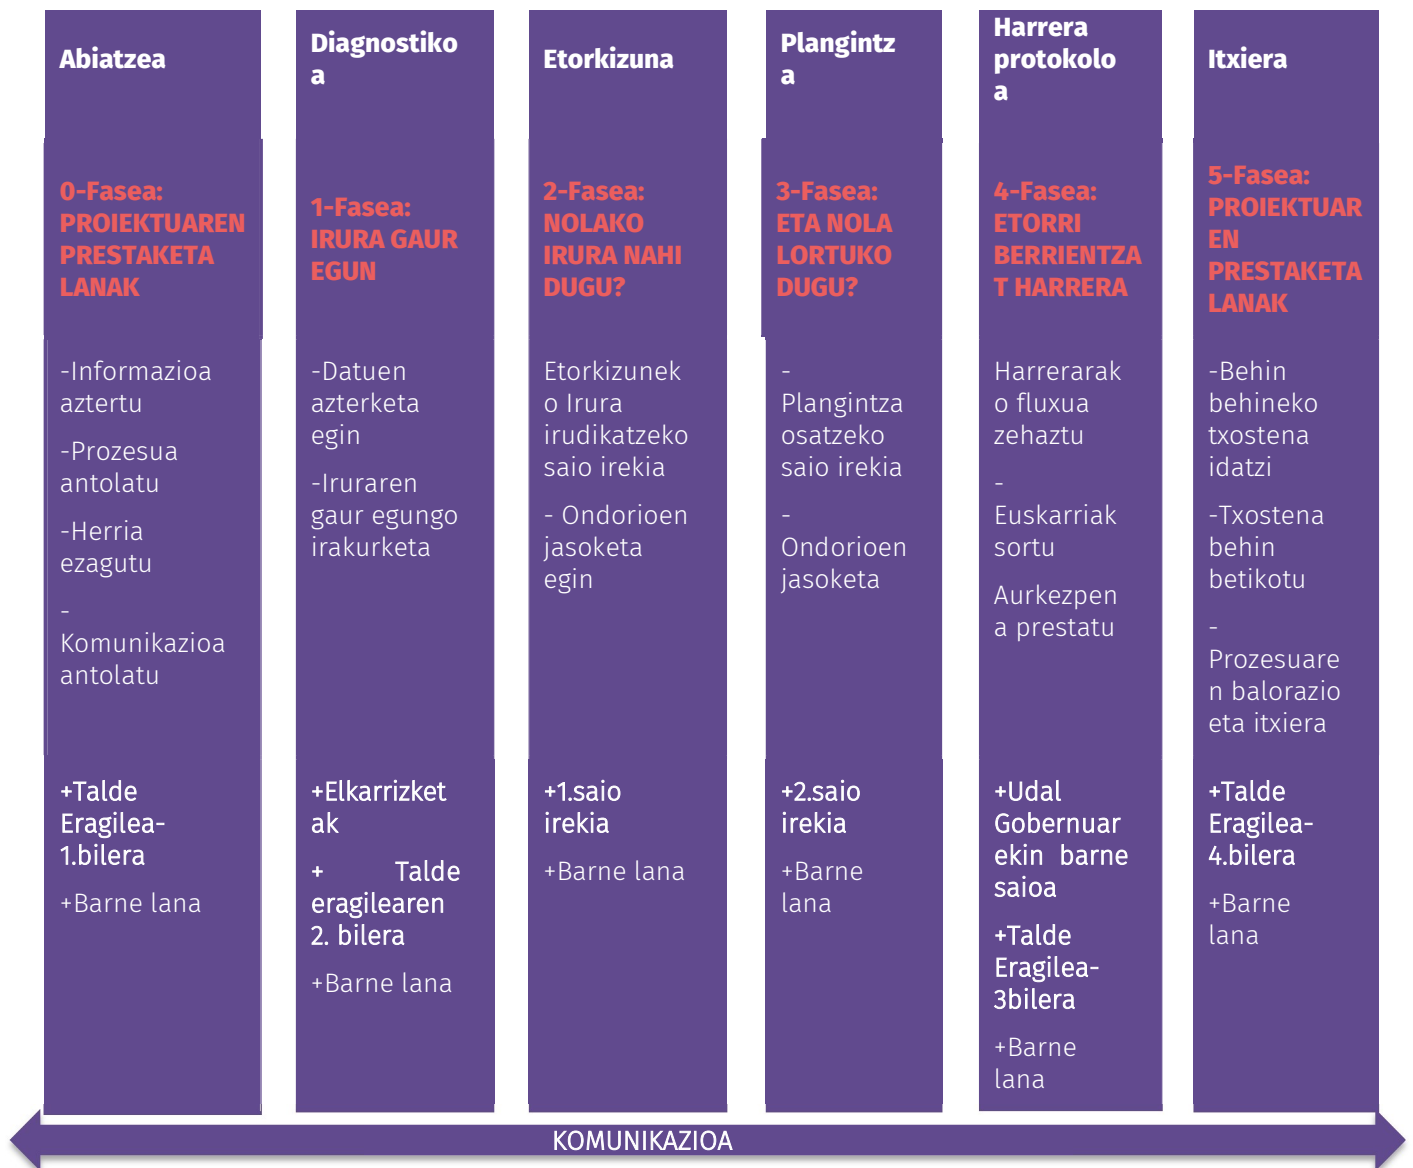 Abiatzea
0-Fasea:
PROIEKTUAREN
PRESTAKETA
LANAK
-Informazioa
aztertu
-Prozesua
antolatu
-Herria
ezagutu
-
Komunikazioa
antolatu
+Talde
Eragilea-
1.bilera
+Barne lana
Diagnostiko
a
1-Fasea:
IRURA GAUR
EGUN
-Datuen
azterketa
egin
-Iruraren
gaur egungo
irakurketa
+Elkarrizket
ak
+ Talde
eragilearen
2. bilera
+Barne lana
Etorkizuna
2-Fasea:
NOLAKO
IRURA NAHI
DUGU?
Etorkizunek
o Irura
irudikatzeko
saio irekia
- Ondorioen
jasoketa
egin
+1.saio
irekia
+Barne lana
Plangintz
a
3-Fasea:
ETA NOLA
LORTUKO
DUGU?
-
Plangintza
osatzeko
saio irekia
-
Ondorioen
jasoketa
+2.saio
irekia
+Barne
lana
Harrera
protokolo
a
4-Fasea:
ETORRI
BERRIENTZA
T HARRERA
Harrerarak
o fluxua
zehaztu
-
Euskarriak
sortu
Aurkezpen
a prestatu
+Udal
Gobernuar
ekin barne
saioa
+Talde
Eragilea-
3bilera
+Barne
lana
Itxiera
5-Fasea:
PROIEKTUAR
EN
PRESTAKETA
LANAK
-Behin
behineko
txostena
idatzi
-Txostena
behin
betikotu
-
Prozesuare
n balorazio
eta itxiera
+Talde
Eragilea-
4.bilera
+Barne
lana
KOMUNIKAZIOA